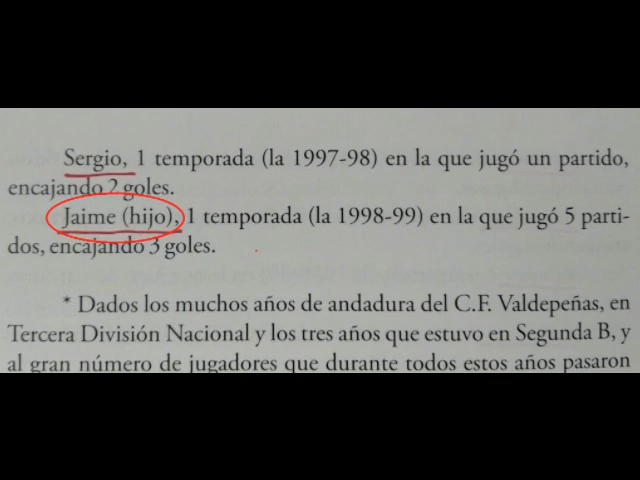 Sergio, 1 temporada (la 1997-98) en la que jugó un partido,
encajando 2 goles.
Jaime (hijo), 1 temporada (la 1998-99) en la que jugó 5 parti-
dos, encajando 3 goles.
* Dados los muchos años de andadura del C.F. Valdepeñas, en
Tercera División Nacional y los tres años que estuvo en Segunda B, y
al gran número de jugadores que durante todos estos años pasaron